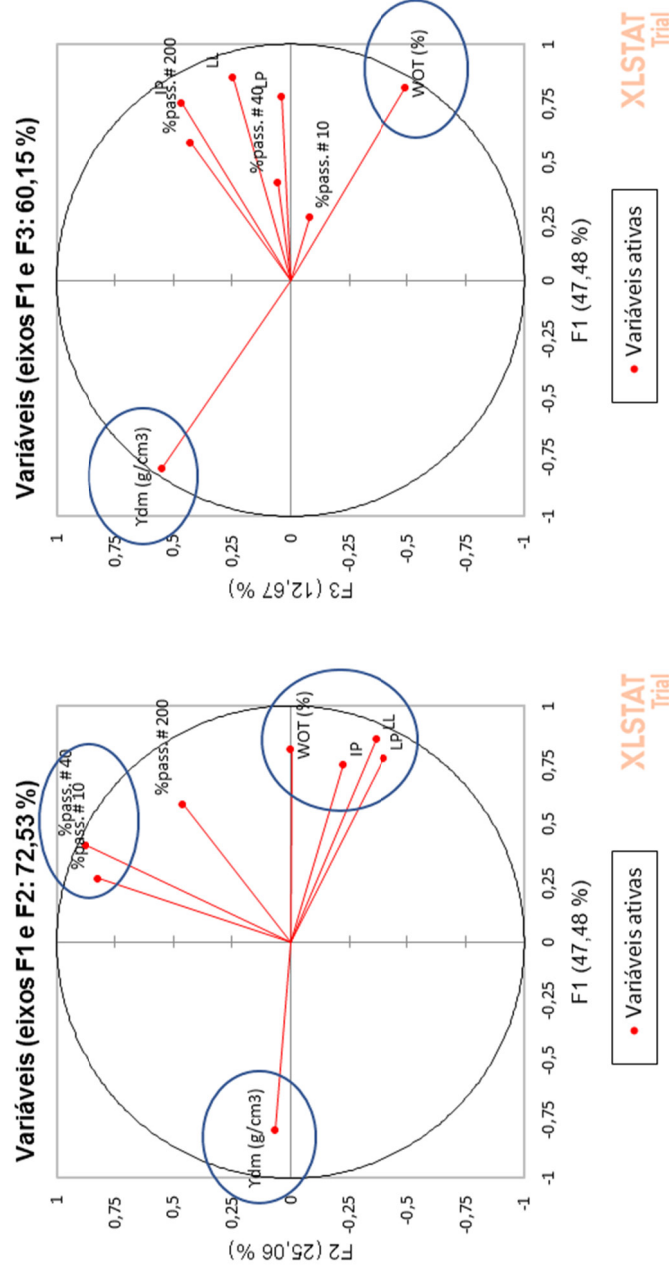 Variáveis (eixos F1 e F2: 72,53 %)
1
0,75
0,5
0,25
0
-0,25
-0,5
-0,75
-1
F2 (25,06 %)
%pass. # 40
%pass. # 10
%pass. # 200
WOT (%)
IP
LL
LP
ϒdm (g/cm3)
-1
-0,75
-0,5
-0,25
0
0,25
0,5
0,75
1
F1 (47,48 %)
Variáveis ativas
XLSTAT
Trial
Variáveis (eixos F1 e F3: 60,15 %)
1
0,75
0,5
0,25
0
-0,25
-0,5
-0,75
-1
F3 (12,67 %)
ϒdm (g/cm3)
IP
%pass. # 200
LL
LP
%pass. # 40
%pass. # 10
WOT (%)
-1
-0,75
-0,5
-0,25
0
0,25
0,5
0,75
1
F1 (47,48 %)
Variáveis ativas
XLSTAT
Trial